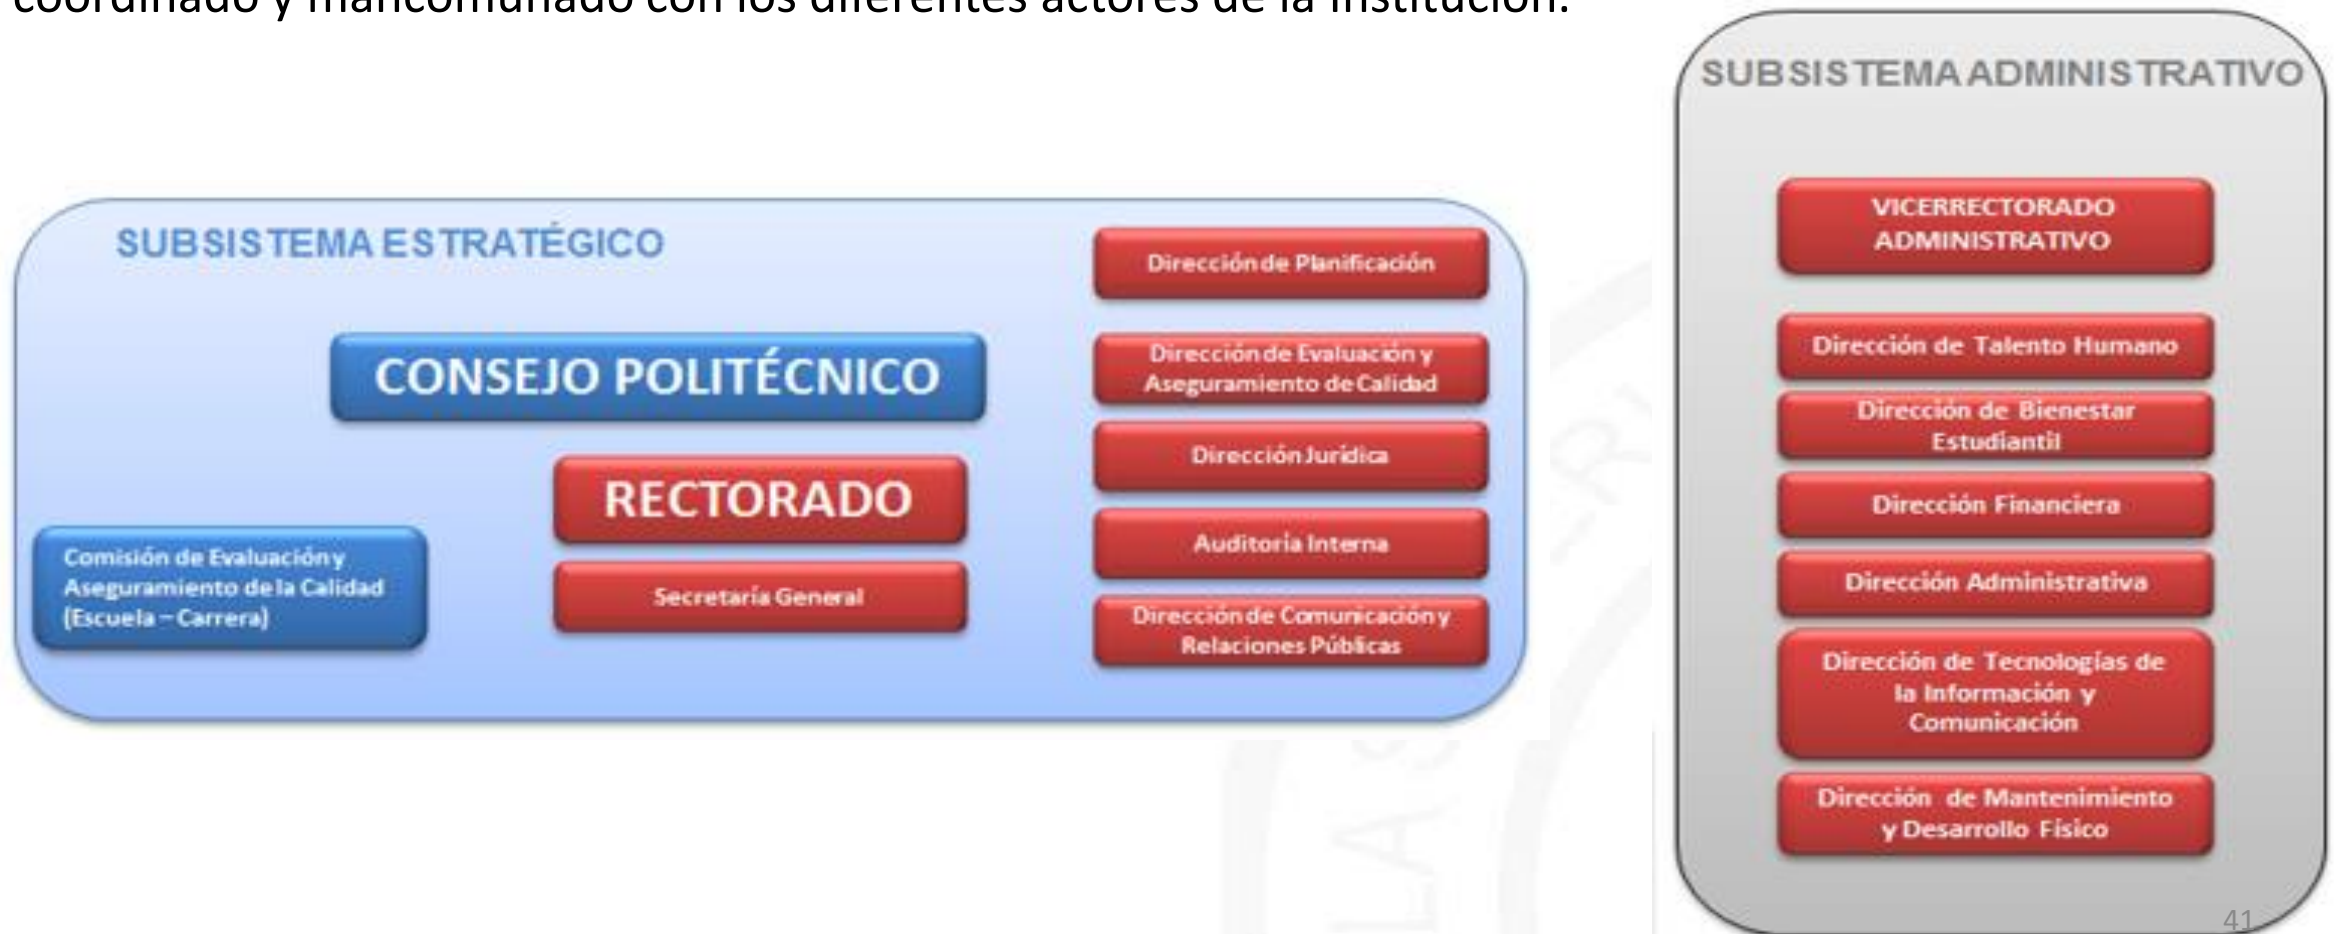 coordinado y mancomunado con los diferentes actores de la Institución.
SUBSISTEMA ESTRATÉGICO
CONSEJO POLITÉCNICO
RECTORADO
Secretaría General
Comisión de Evaluación y
Aseguramiento de la Calidad
(Escuela – Carrera)
Dirección de Planificación
Dirección de Evaluación y
Aseguramiento de Calidad
Dirección Jurídica
Auditoria Interna
Dirección de Comunicación y
Relaciones Públicas
SUBSISTEMA ADMINISTRATIVO
VICERRECTORADO
ADMINISTRATIVO
Dirección de Talento Humano
Dirección de Bienestar
Estudiantil
Dirección Financiera
Dirección Administrativa
Dirección de Tecnologías de
la Información y
Comunicación
Dirección de Mantenimiento
y Desarrollo Físico
41